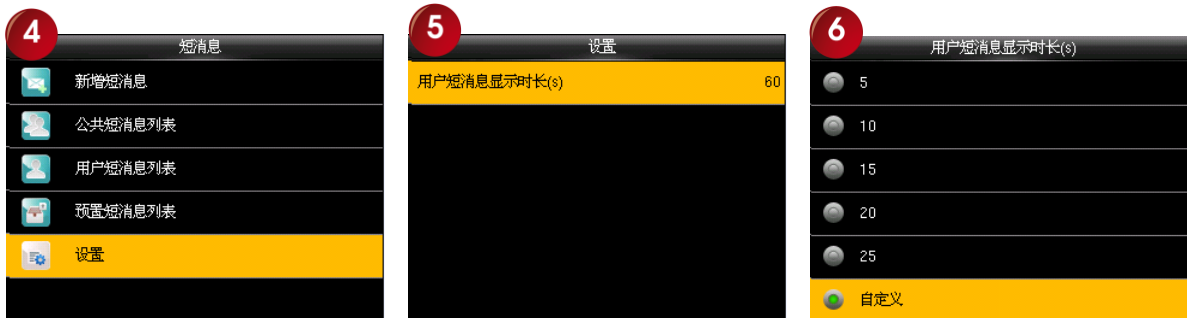 4
短消息
新增短消息
公共短消息列表
用户短消息列表
预置短消息列表
设置
5
设置
用户短消息显示时长(s) 60
6
用户短消息显示时长(s)
5
10
15
20
25
自定义